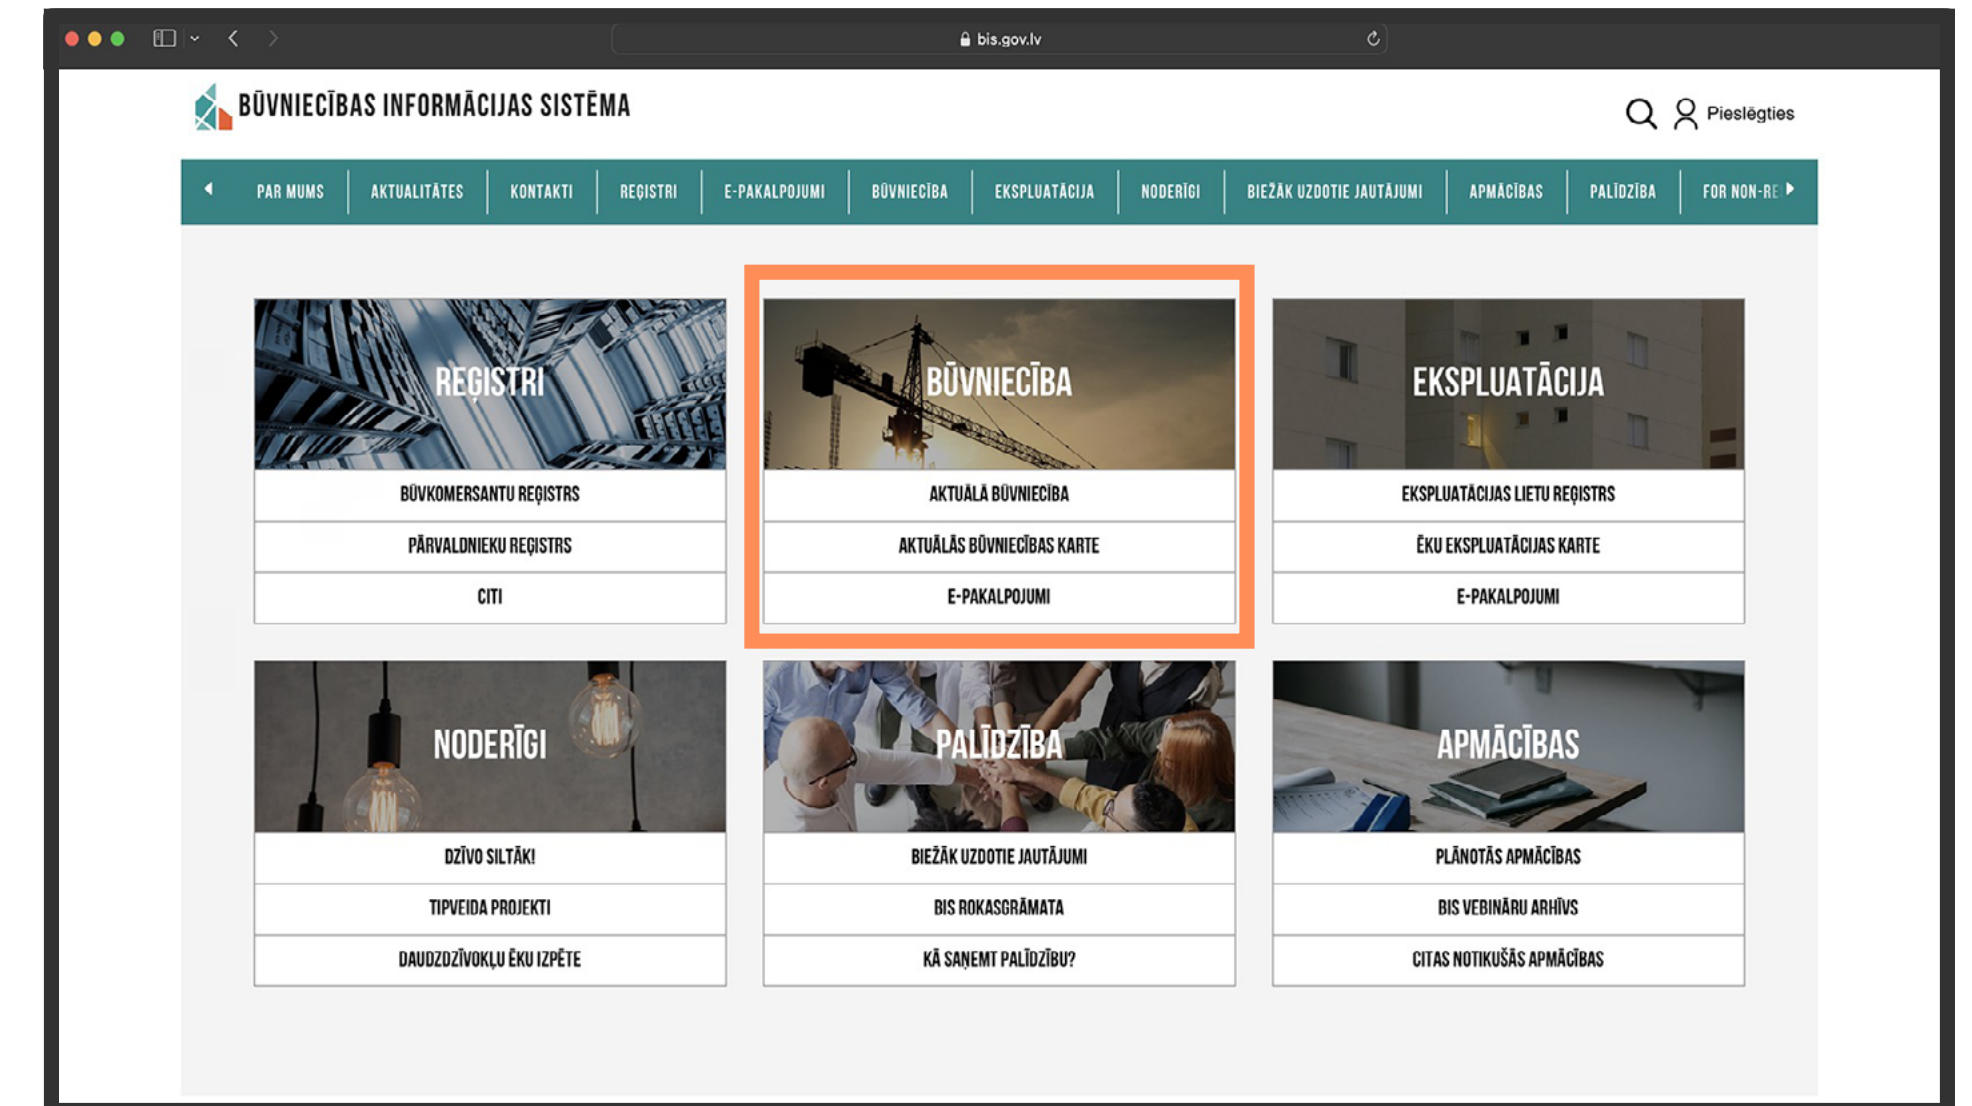 bis.gov.lv
BŪVNIECĪBAS INFORMĀCIJAS SISTĒMA
Pieslēgties
PAR MUMS
AKTUALITĀTES
KONTAKTI
REĢISTRI
E-PAKALPOJUMI
BŪVNIECĪBA
EKSPLUATĀCIJA
NODERĪGI
BIEŽĀK UZDOTIE JAUTĀJUMI
APMĀCĪBAS
PALĪDZĪBA
FOR NON-RE
REĢISTRI
BŪVKOMERSANTU REĢISTRS
PĀRVALDNIEKU REĢISTRS
CITI
BŪVNIECĪBA
AKTUĀLĀ BŪVNIECĪBA
AKTUĀLĀS BŪVNIECĪBAS KARTE
E-PAKALPOJUMI
EKSPLUATĀCIJA
EKSPLUATĀCIJAS LIETU REĢISTRS
ĒKU EKSPLUATĀCIJAS KARTE
E-PAKALPOJUMI
NODERĪGI
DZĪVO SILTĀK!
TIPVEIDA PROJEKTI
DAUDZDZĪVOKĻU ĒKU IZPĒTE
PALĪDZĪBA
BIEŽĀK UZDOTIE JAUTĀJUMI
BIS ROKASGRĀMATA
KĀ SAŅEMT PALĪDZĪBU?
APMĀCĪBAS
PLĀNOTĀS APMĀCĪBAS
BIS VEBINĀRU ARHĪVS
CITAS NOTIKUŠĀS APMĀCĪBAS